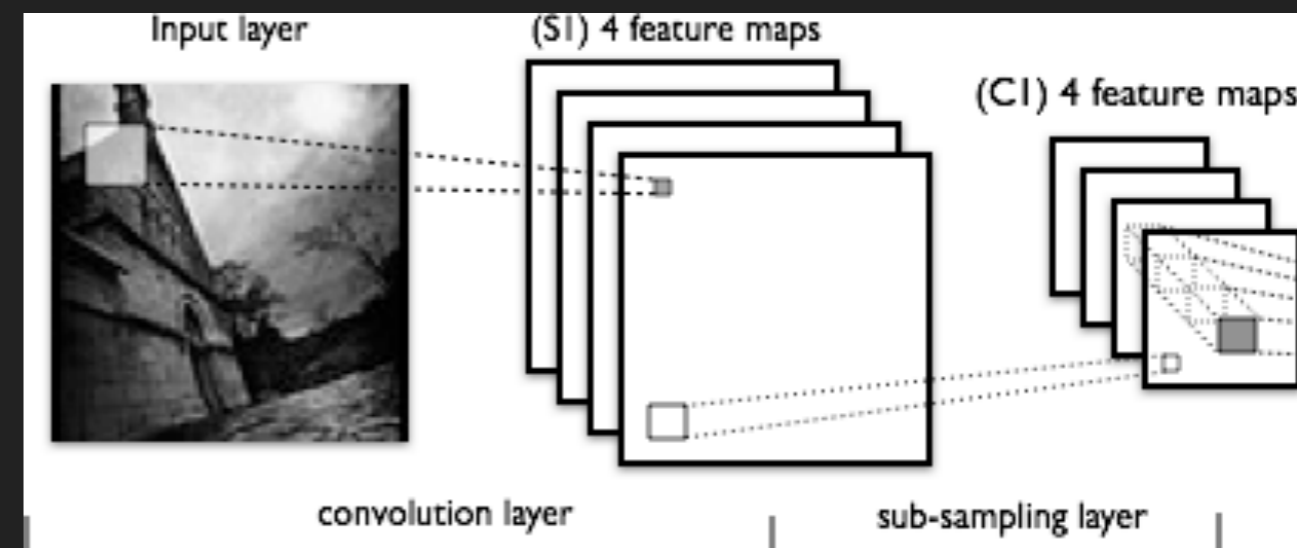 Input layer
(S1) 4 feature maps
(C1) 4 feature maps
convolution layer
sub-sampling layer